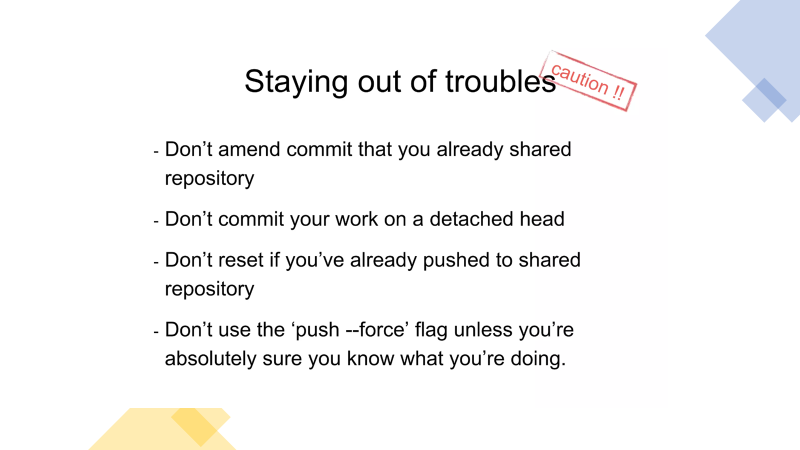 Staying out of troubles
caution !!
- Don’t amend commit that you already shared
repository
- Don’t commit your work on a detached head
- Don’t reset if you’ve already pushed to shared
repository
- Don’t use the ‘push --force’ flag unless you’re
absolutely sure you know what you’re doing.